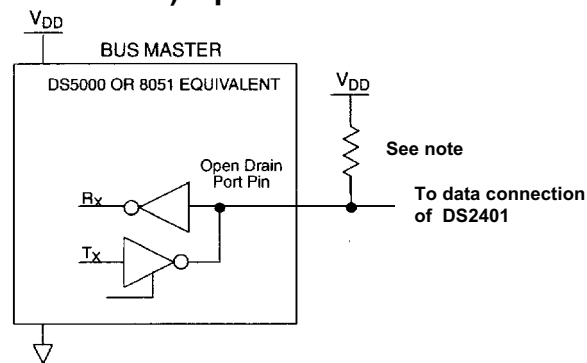 VDD
BUS MASTER
DS5000 OR 8051 EQUIVALENT
VDD
Open Drain
Port Pin
See note
RX
TX
To data connection
of DS2401